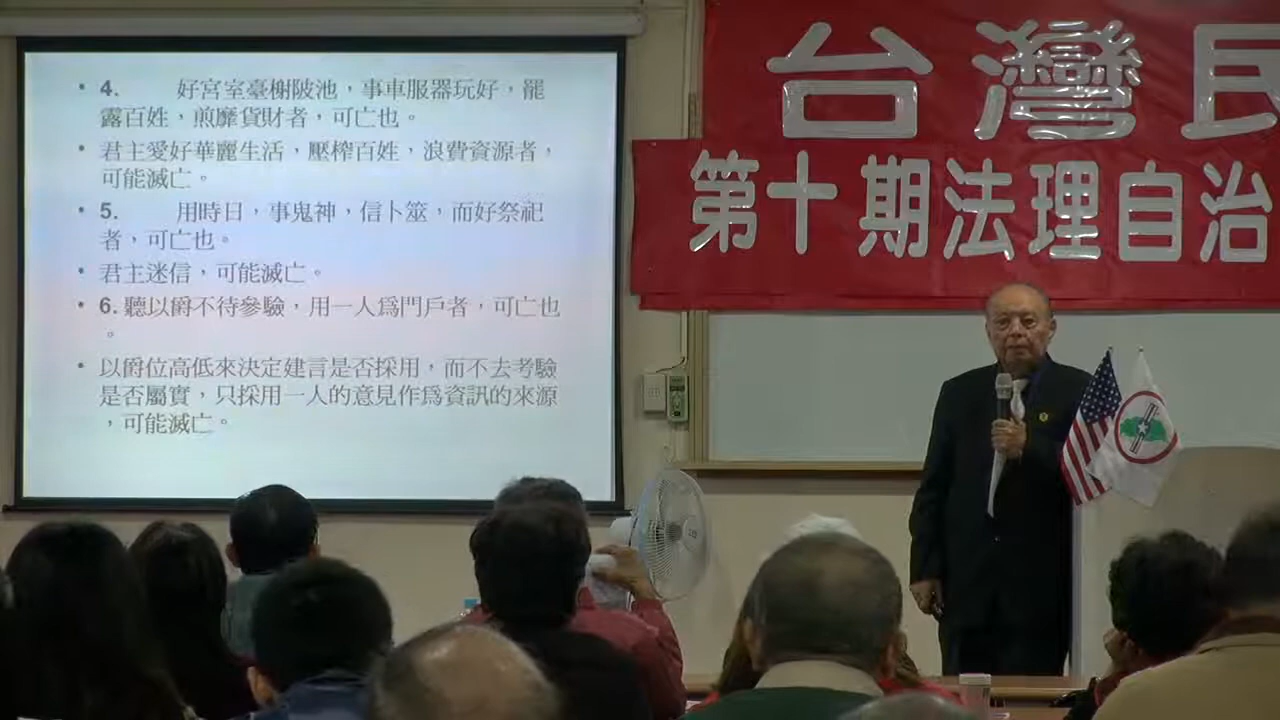 4. 好宮室臺榭陂池，事車服器玩好，罷
露百姓，煎靡貨財者，可亡也。
君主愛好華麗生活，壓榨百姓，浪費資源者，
可能滅亡。
5. 用時日，事鬼神，信卜筮，而好祭祀
者，可亡也。
君主迷信，可能滅亡。
6. 聽以爵不待參驗，用一人爲門戶者，可亡也
。
以爵位高低來決定建言是否採用，而不去考驗
是否屬實，只採用一人的意見作爲資訊的來源
，可能滅亡。
台灣民
第十期法理自治